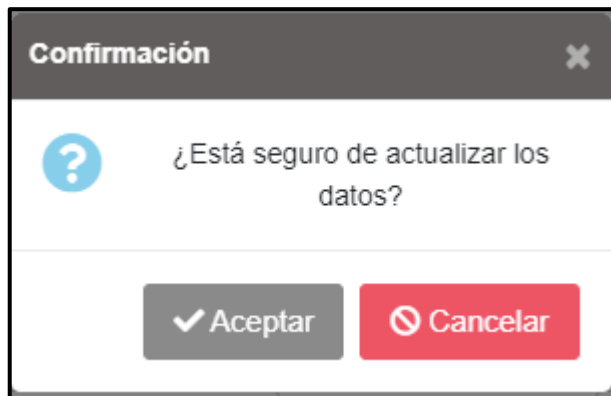 Confirmación
¿Está seguro de actualizar los
datos?
Aceptar
Cancelar